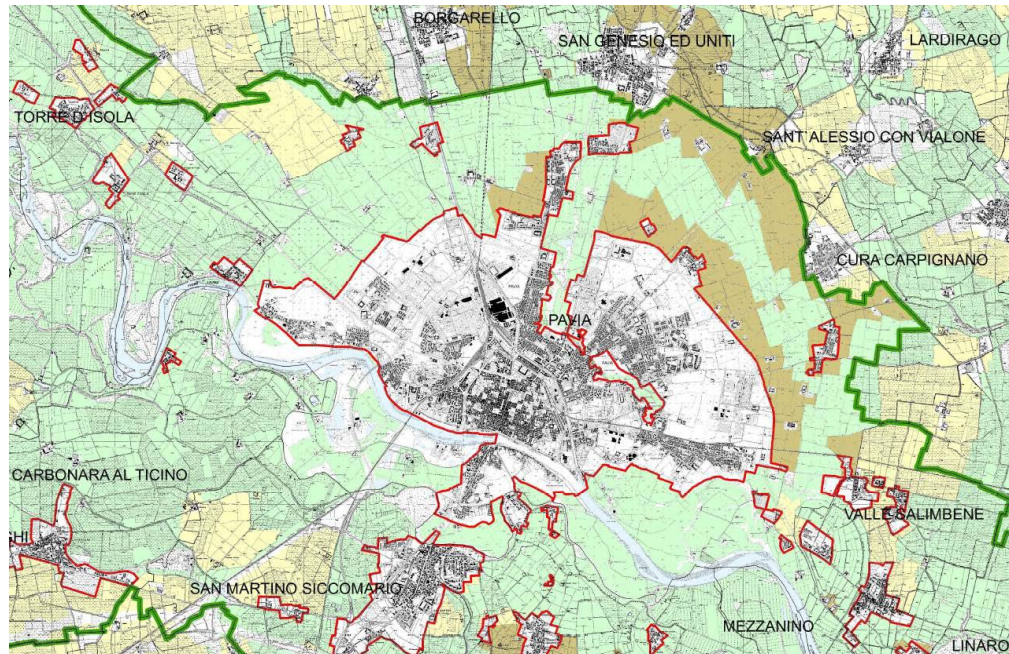 BORGARELLO
SAN GENESIO ED UNITI
LARDIRAGO
TORRE D'ISOLA
SANT'ALESSIO CON VIALONE
CURA CARPIGNANO
PAVIA
CARBONARA AL TICINO
HI
VALLE SALIMBENE
SAN MARTINO SICCOMARIO
MEZZANINO
LINARO